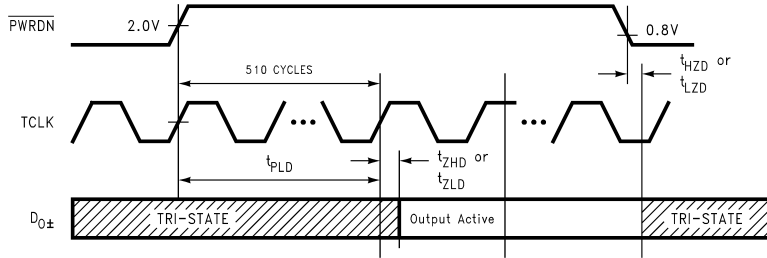 PWRDN
2.0V
0.8V
510 CYCLES
tHZD or
tLZD
TCLK
•••
•••
tPLD
tZHD or
tZLD
DO±
TRI-STATE
Output Active
TRI-STATE